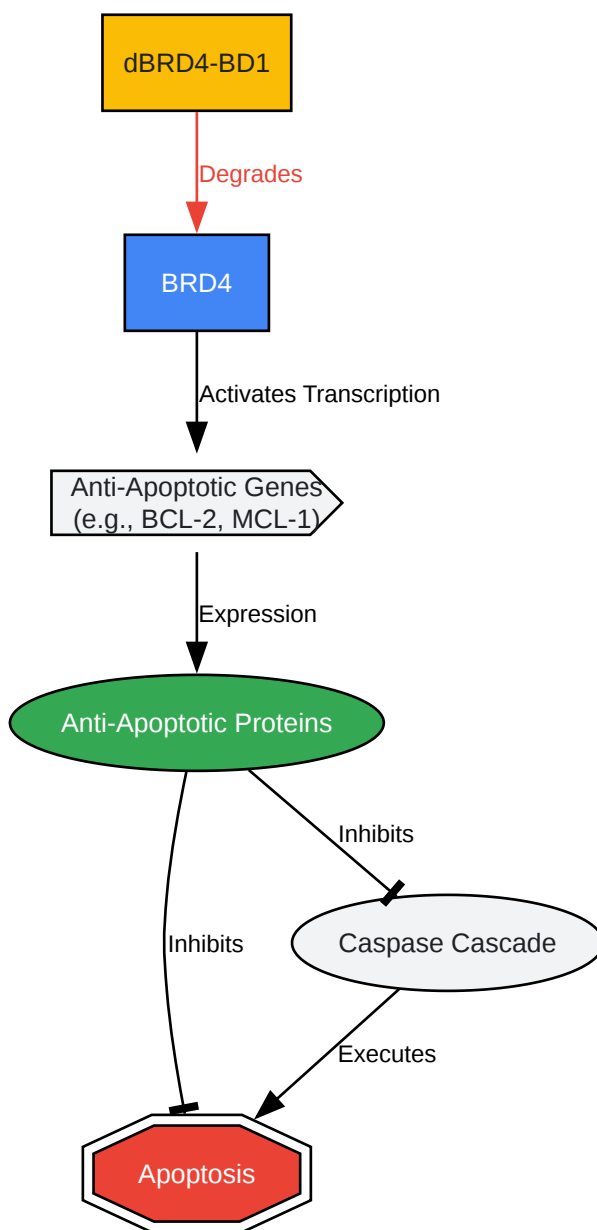 dBRD4-BD1
Degrades
BRD4
Activates Transcription
Anti-Apoptotic Genes
(e.g., BCL-2, MCL-1)
Expression
Anti-Apoptotic Proteins
Inhibits
Caspase Cascade
Inhibits
Executes
Apoptosis